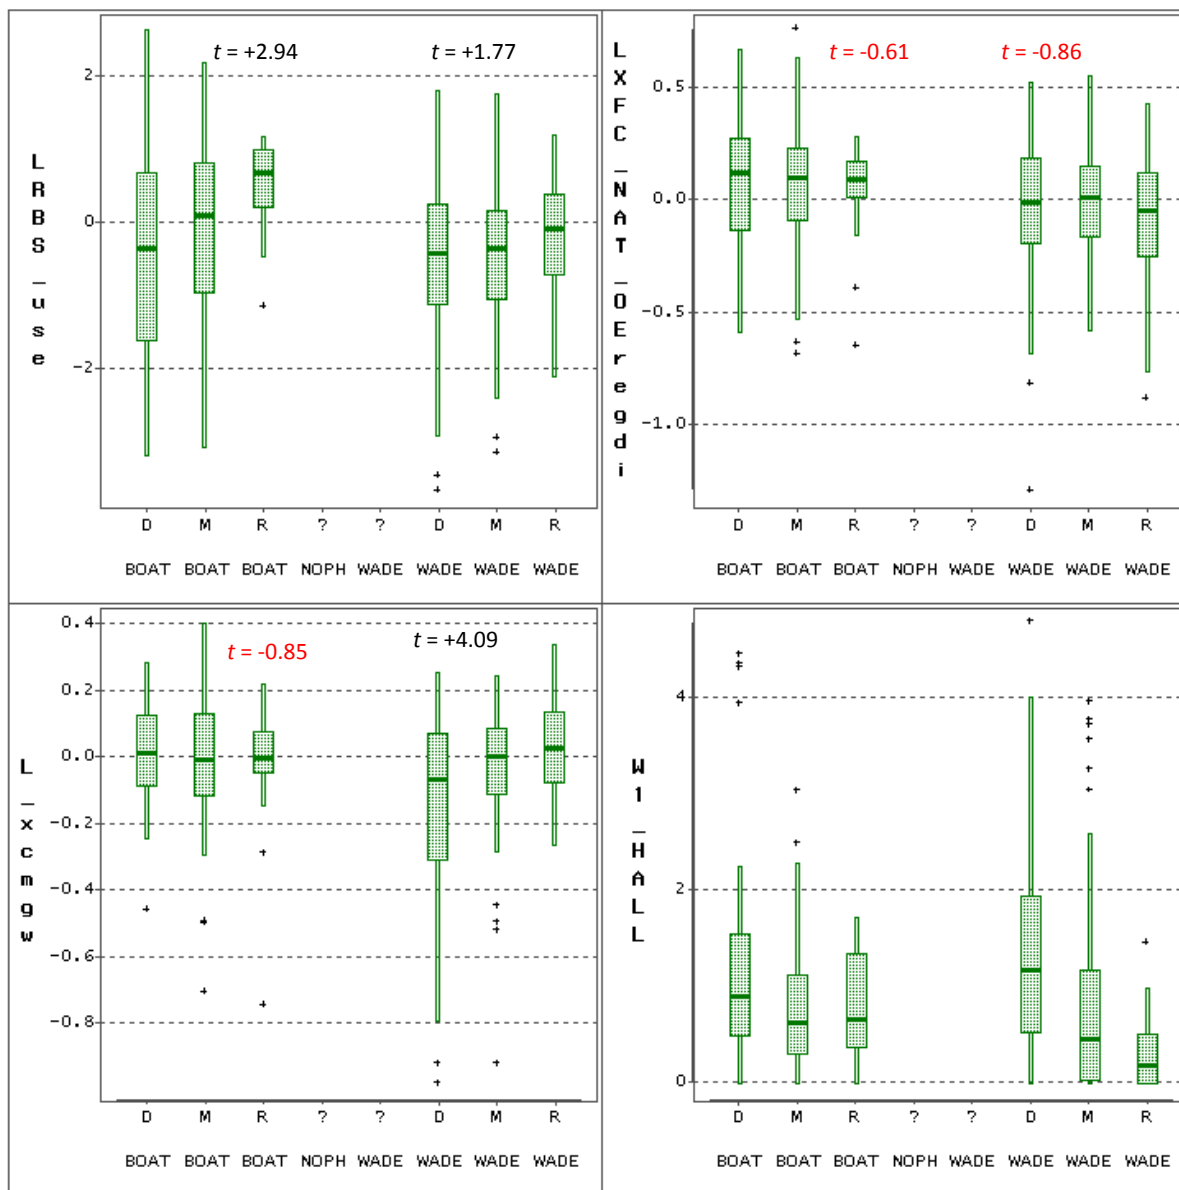 t = +2.94
t = +1.77
LRBS_use
2
0
-2
D M R ? ? D M R
BOAT BOAT BOAT NOPH WADE WADE WADE WADE
t = -0.61
t = -0.86
LXFC_NAT_OEregdi
0.5
0.0
-0.5
-1.0
D M R ? ? D M R
BOAT BOAT BOAT NOPH WADE WADE WADE WADE
t = -0.85
t = +4.09
L_xcmgw
0.4
0.2
0.0
-0.2
-0.4
-0.6
-0.8
D M R ? ? D M R
BOAT BOAT BOAT NOPH WADE WADE WADE WADE
W1_HALL
4
2
0
D M R ? ? D M R
BOAT BOAT BOAT NOPH WADE WADE WADE WADE